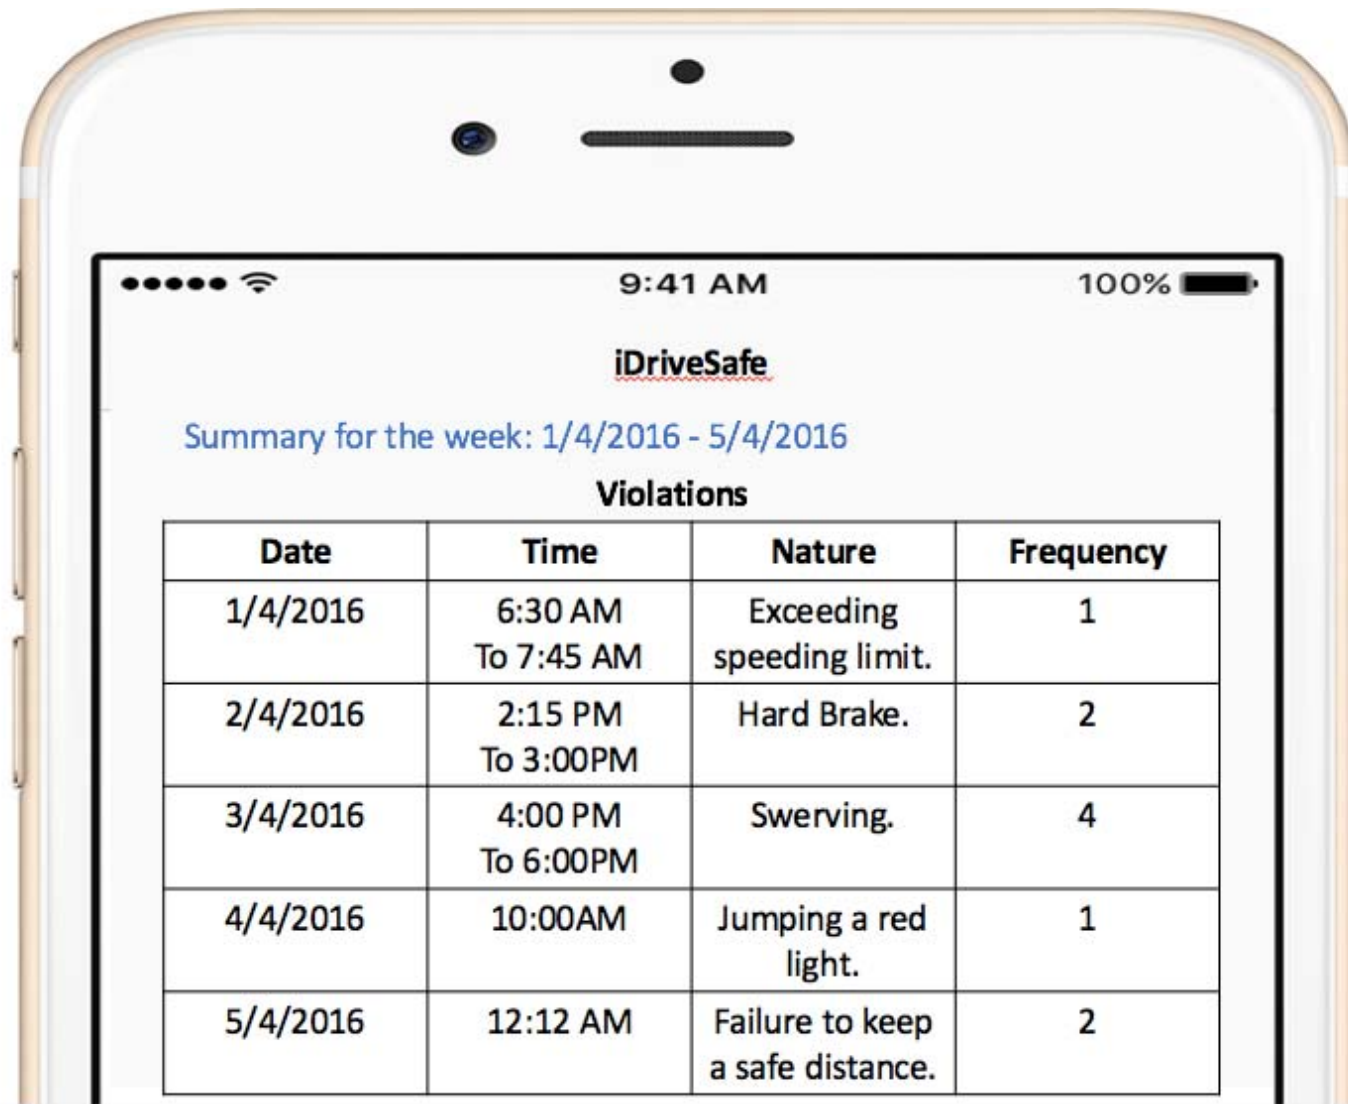 9:41 AM 100%
iDriveSafe
Summary for the week: 1/4/2016 - 5/4/2016
Violations
Date Time Nature Frequency
1/4/2016 6:30 AM Exceeding 1
To 7:45 AM speeding limit.
2/4/2016 2:15 PM Hard Brake. 2
To 3:00PM
3/4/2016 4:00 PM Swerving. 4
To 6:00PM
4/4/2016 10:00AM Jumping a red 1
light.
5/4/2016 12:12 AM Failure to keep 2
a safe distance.